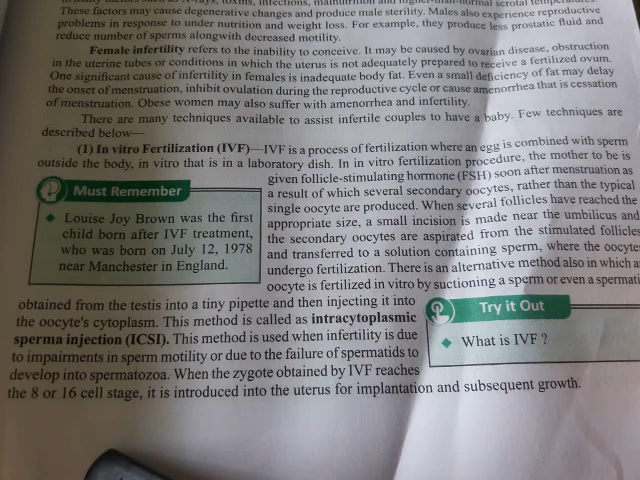 to many factors such as X-rays, toxins, infections, malnutrition and higher-than-normal scrotal temperatures.
These factors may cause degenerative changes and produce male sterility. Males also experience reproductive
problems in response to under nutrition and weight loss. For example, they produce less prostatic fluid and
reduce number of sperms alongwith decreased motility.
Female infertility refers to the inability to conceive. It may be caused by ovarian disease, obstruction
in the uterine tubes or conditions in which the uterus is not adequately prepared to receive a fertilized ovum.
One significant cause of infertility in females is inadequate body fat. Even a small deficiency of fat may delay
the onset of menstruation, inhibit ovulation during the reproductive cycle or cause amenorrhea that is cessation
of menstruation. Obese women may also suffer with amenorrhea and infertility.
There are many techniques available to assist infertile couples to have a baby. Few techniques are
described below—
(1) In vitro Fertilization (IVF)—IVF is a process of fertilization where an egg is combined with sperm
outside the body, in vitro that is in a laboratory dish. In in vitro fertilization procedure, the mother to be is
given follicle-stimulating hormone (FSH) soon after menstruation as
a result of which several secondary oocytes, rather than the typical
single oocyte are produced. When several follicles have reached the
appropriate size, a small incision is made near the umbilicus and
the secondary oocytes are aspirated from the stimulated follicles
and transferred to a solution containing sperm, where the oocytes
undergo fertilization. There is an alternative method also in which a
oocyte is fertilized in vitro by suctioning a sperm or even a spermati
Must Remember
◆ Louise Joy Brown was the first
child born after IVF treatment,
who was born on July 12, 1978
near Manchester in England.
obtained from the testis into a tiny pipette and then injecting it into
the oocyte's cytoplasm. This method is called as intracytoplasmic
sperma injection (ICSI). This method is used when infertility is due
to impairments in sperm motility or due to the failure of spermatids to
develop into spermatozoa. When the zygote obtained by IVF reaches
the 8 or 16 cell stage, it is introduced into the uterus for implantation and subsequent growth.
Try it Out
◆ What is IVF ?